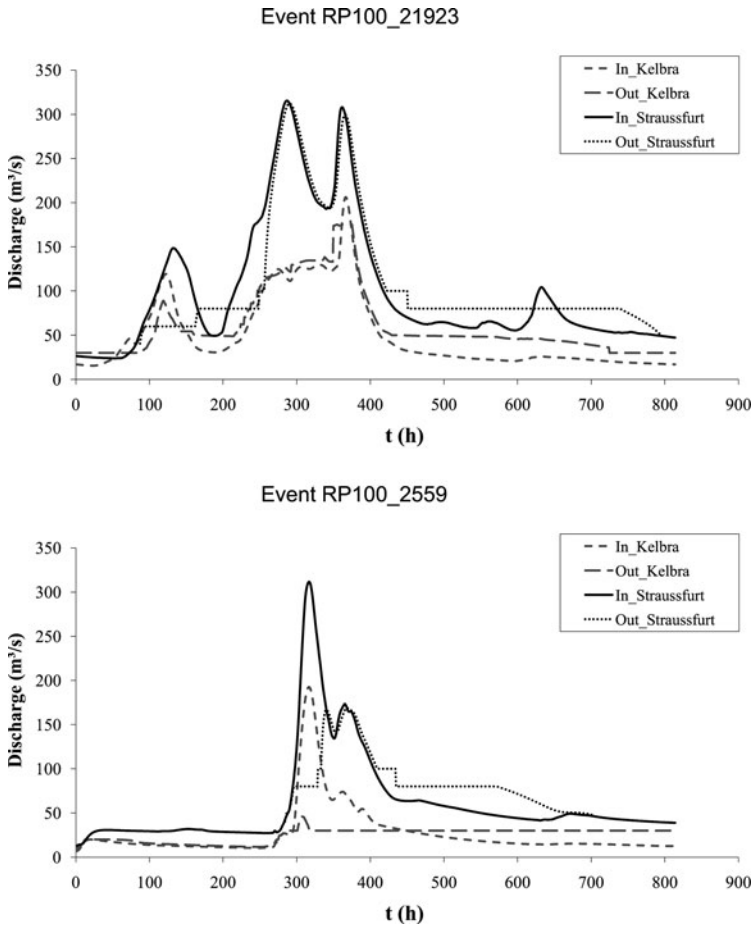 Event RP100_21923
350
300
250
200
150
100
50
0
Discharge (m³/s)
In_Kelbra
Out_Kelbra
In_Straussfurt
Out_Straussfurt
0 100 200 300 400 500 600 700 800 900
t (h)
Event RP100_2559
350
300
250
200
150
100
50
0
Discharge (m³/s)
In_Kelbra
Out_Kelbra
In_Straussfurt
Out_Straussfurt
0 100 200 300 400 500 600 700 800 900
t (h)